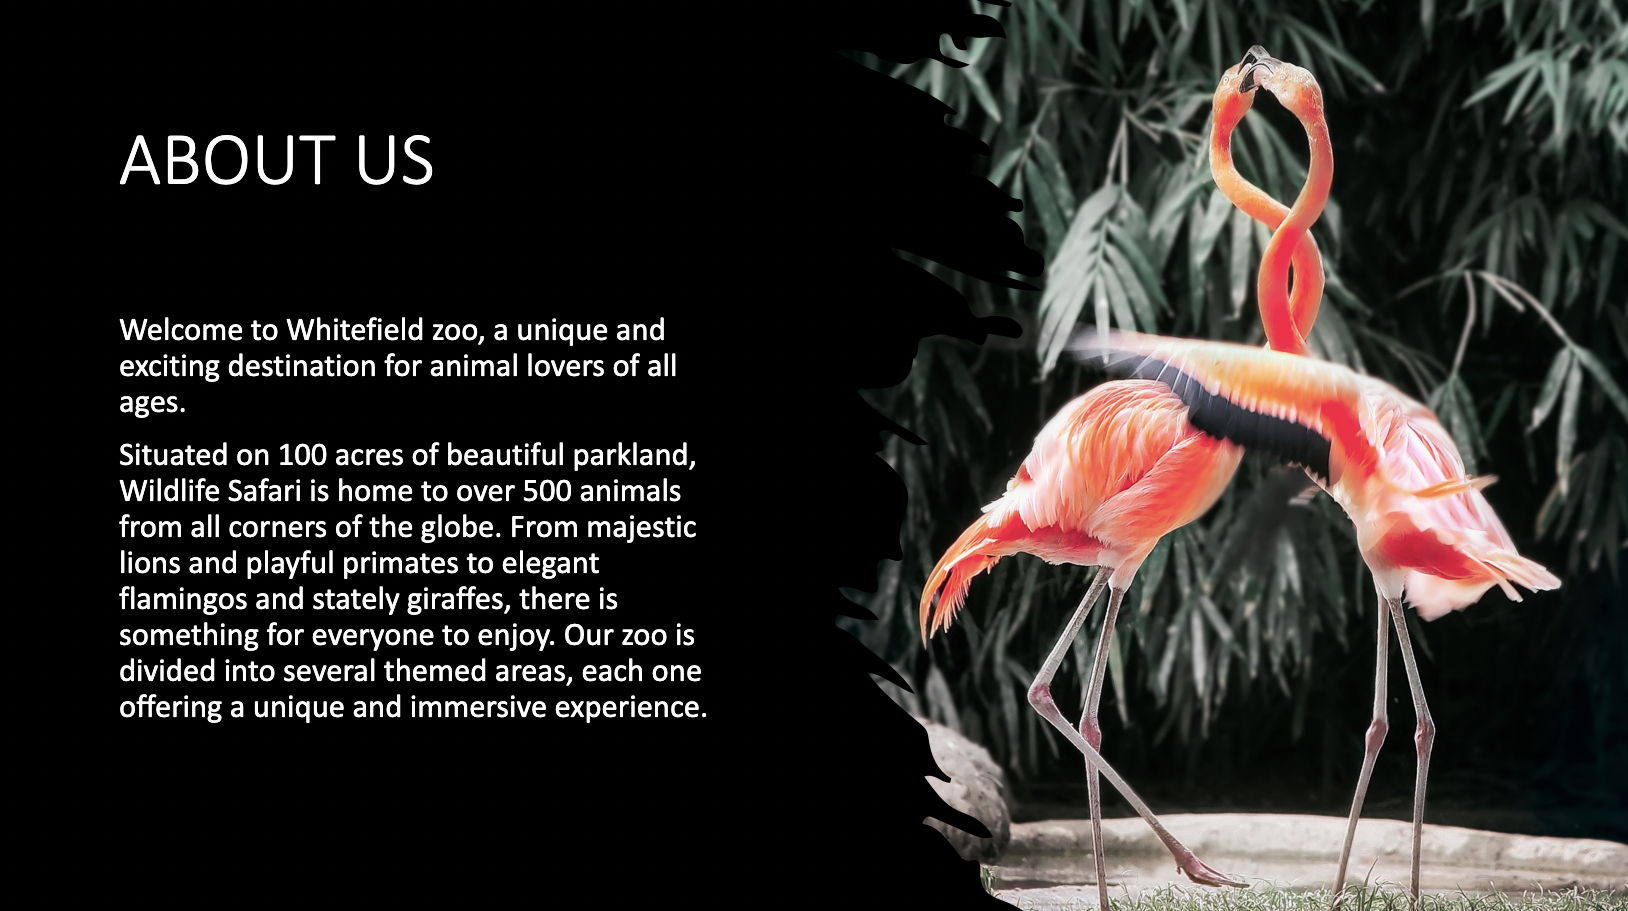 ABOUT US
Welcome to Whitefield zoo, a unique and
exciting destination for animal lovers of all
ages.
Situated on 100 acres of beautiful parkland,
Wildlife Safari is home to over 500 animals
from all corners of the globe. From majestic
lions and playful primates to elegant
flamingos and stately giraffes, there is
something for everyone to enjoy. Our zoo is
divided into several themed areas, each one
offering a unique and immersive experience.